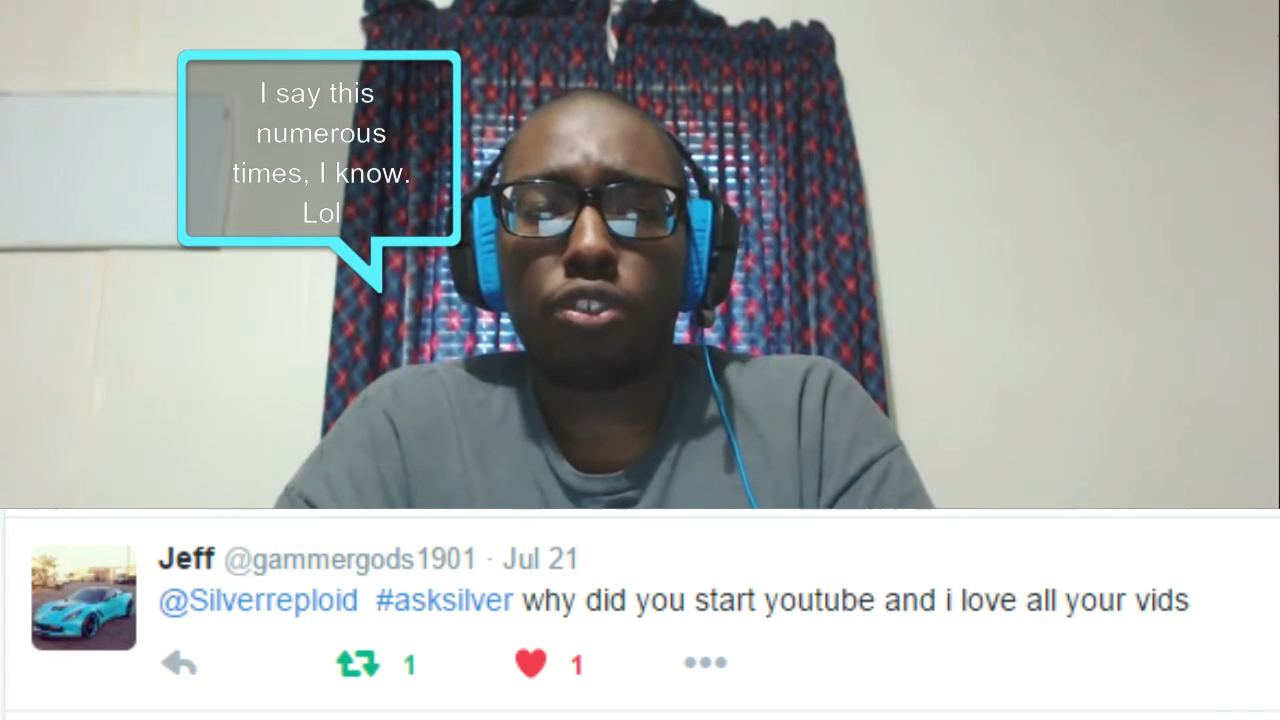 I say this
numerous
times, I know.
Lol
Jeff @gammergods1901 · Jul 21
@Silverreploid #asksilver why did you start youtube and i love all your vids
1 1